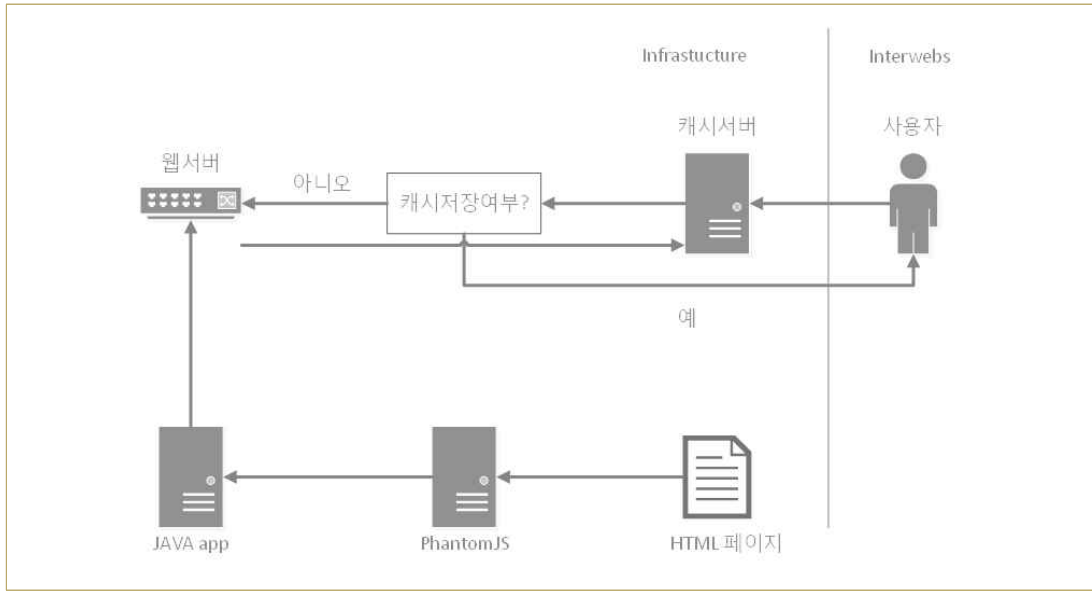 Infrastucture
Interwebs
캐시서버
사용자
웹서버
아니오
캐시저장여부?
예
JAVA app
PhantomJS
HTML 페이지